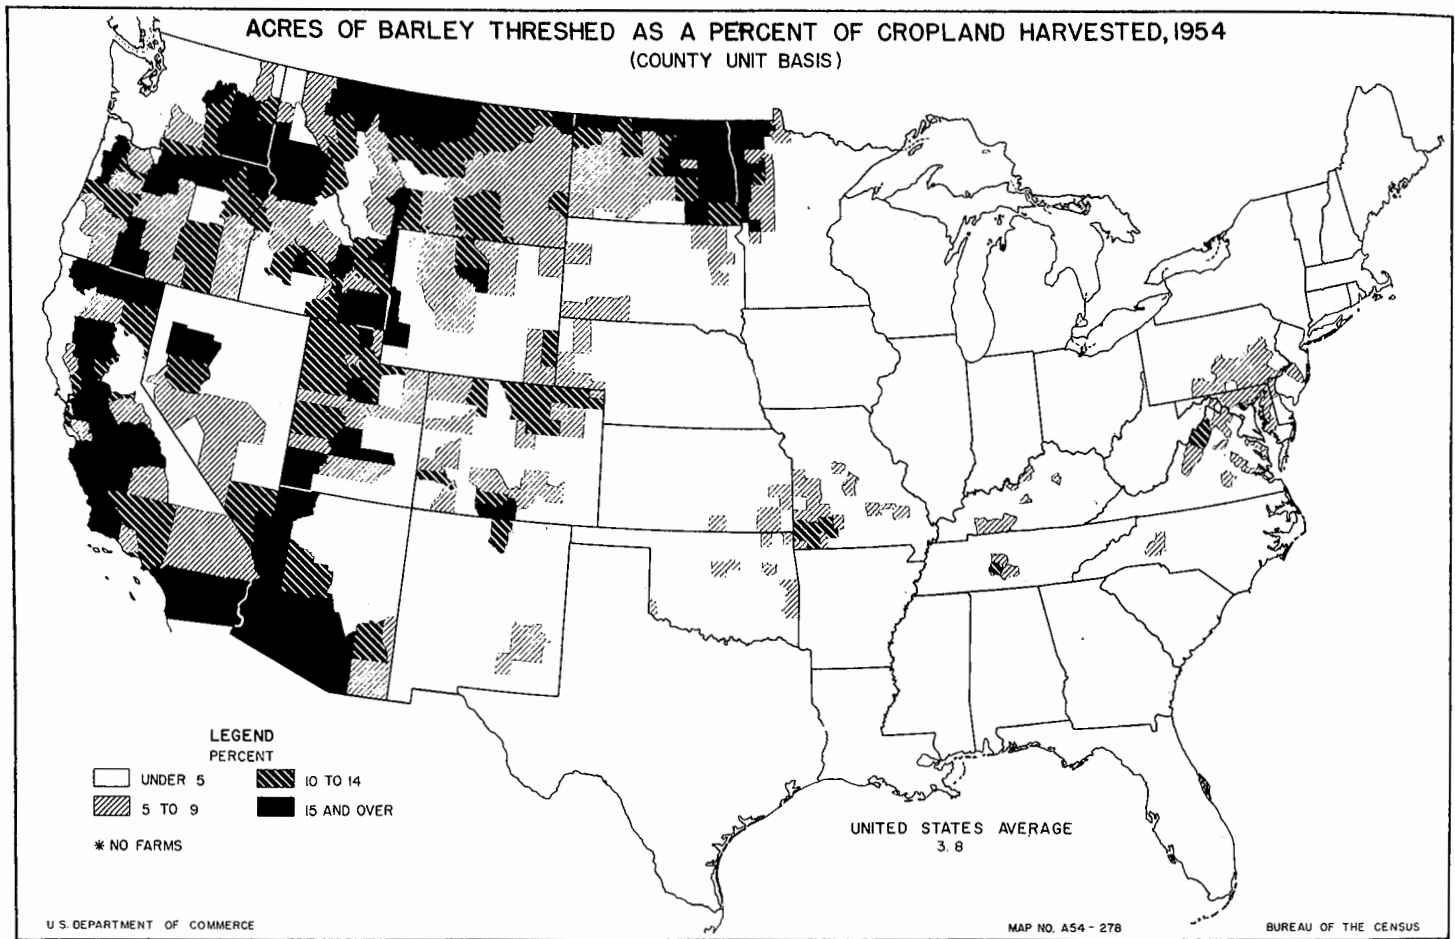 ACRES OF BARLEY THRESHED AS A PERCENT OF CROPLAND HARVESTED, 1954
(COUNTY UNIT BASIS)
LEGEND
PERCENT
UNDER 5
10 TO 14
5 TO 9
15 AND OVER
* NO FARMS
UNITED STATES AVERAGE
3.8
U.S. DEPARTMENT OF COMMERCE
MAP NO. A54-278
BUREAU OF THE CENSUS